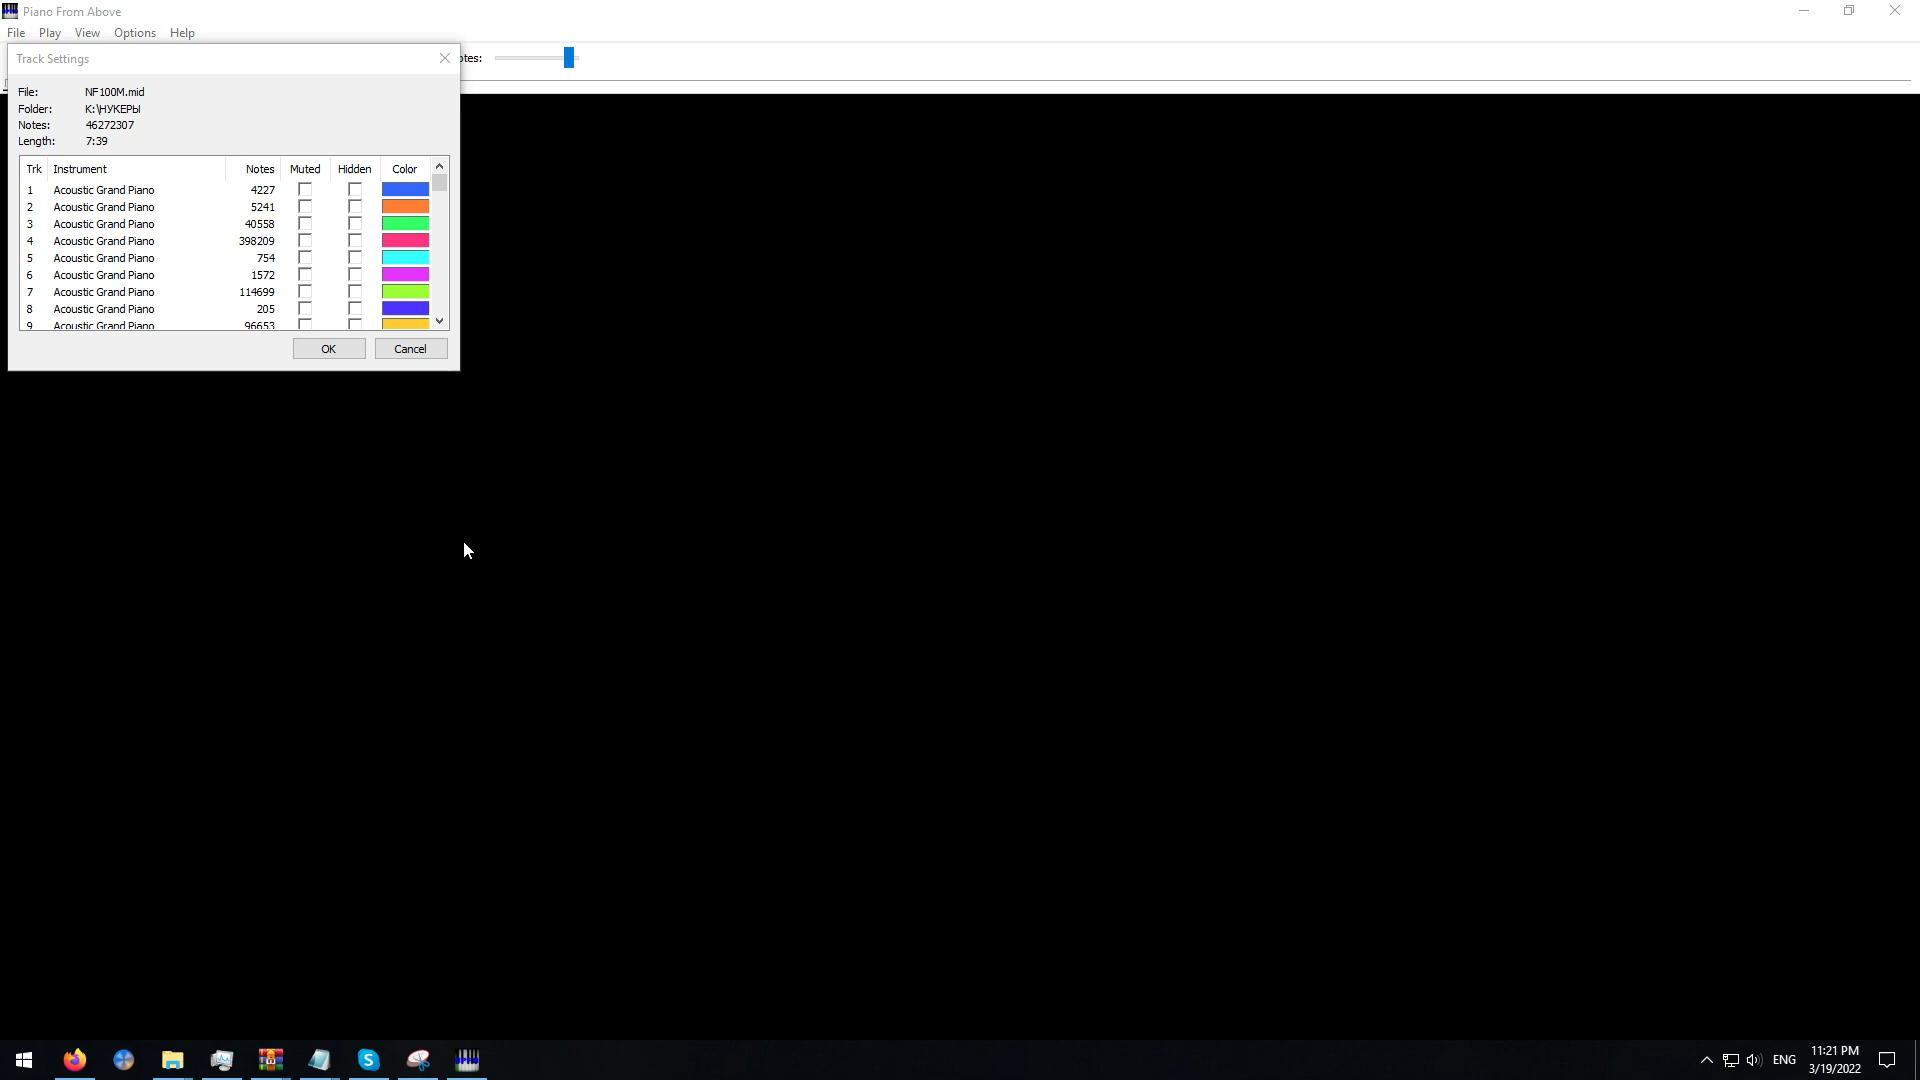 Piano From Above
File Play View Options Help
Track Settings
otes:
File: NF100M.mid
Folder: K:\НУКЕРЫ
Notes: 46272307
Length: 7:39
Trk Instrument Notes Muted Hidden Color
1 Acoustic Grand Piano 4227
2 Acoustic Grand Piano 5241
3 Acoustic Grand Piano 40558
4 Acoustic Grand Piano 398209
5 Acoustic Grand Piano 754
6 Acoustic Grand Piano 1572
7 Acoustic Grand Piano 114699
8 Acoustic Grand Piano 205
9 Acoustic Grand Piano 96653
OK Cancel
ENG
11:21 PM
3/19/2022